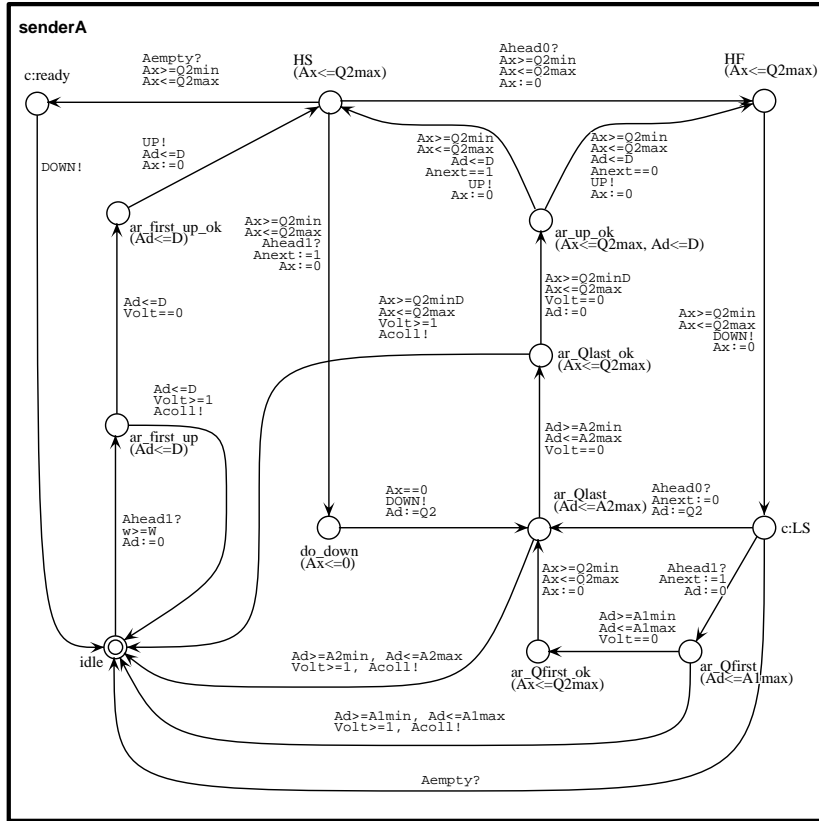 senderA
c:ready
Aempty?
Ax>=Q2min
Ax<=Q2max
HS
(Ax<=Q2max)
Ahead0?
Ax>=Q2min
Ax<=Q2max
Ax:=0
HF
(Ax<=Q2max)
DOWN!
UP!
Ad<=D
Ax:=0
Ax>=Q2min
Ax<=Q2max
Ad<=D
Anext==1
UP!
Ax:=0
Ax>=Q2min
Ax<=Q2max
Ad<=D
Anext==0
UP!
Ax:=0
ar_first_up_ok
(Ad<=D)
Ax>=Q2min
Ax<=Q2max
Ahead1?
Anext:=1
Ax:=0
ar_up_ok
(Ax<=Q2max, Ad<=D)
Ad<=D
Volt==0
Ax>=Q2minD
Ax<=Q2max
Volt>=1
Acoll!
Ax>=Q2minD
Ax<=Q2max
Volt==0
Ad:=0
Ax>=Q2min
Ax<=Q2max
DOWN!
Ax:=0
ar_Qlast_ok
(Ax<=Q2max)
Ad<=D
Volt>=1
Acoll!
ar_first_up
(Ad<=D)
Ad>=A2min
Ad<=A2max
Volt==0
Ahead1?
w>=W
Ad:=0
Ax==0
DOWN!
Ad:=Q2
ar_Qlast
(Ad<=A2max)
Ahead0?
Anext:=0
Ad:=Q2
c:LS
do_down
(Ax<=0)
Ax>=Q2min
Ax<=Q2max
Ax:=0
Ahead1?
Anext:=1
Ad:=0
Ad>=A1min
Ad<=A1max
Volt==0
idle
Ad>=A2min, Ad<=A2max
Volt>=1, Acoll!
ar_Qfirst_ok
(Ax<=Q2max)
ar_Qfirst
(Ad<=A1max)
Ad>=A1min, Ad<=A1max
Volt>=1, Acoll!
Aempty?